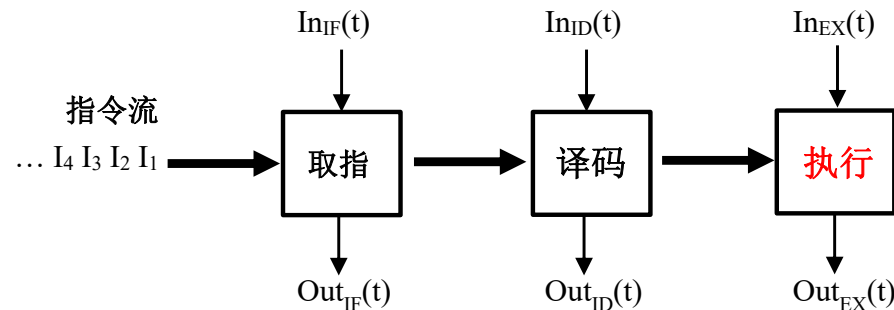 In_IF(t) In_ID(t) In_EX(t)
指令流
… I₄ I₃ I₂ I₁
取指 译码 执行
Out_IF(t) Out_ID(t) Out_EX(t)